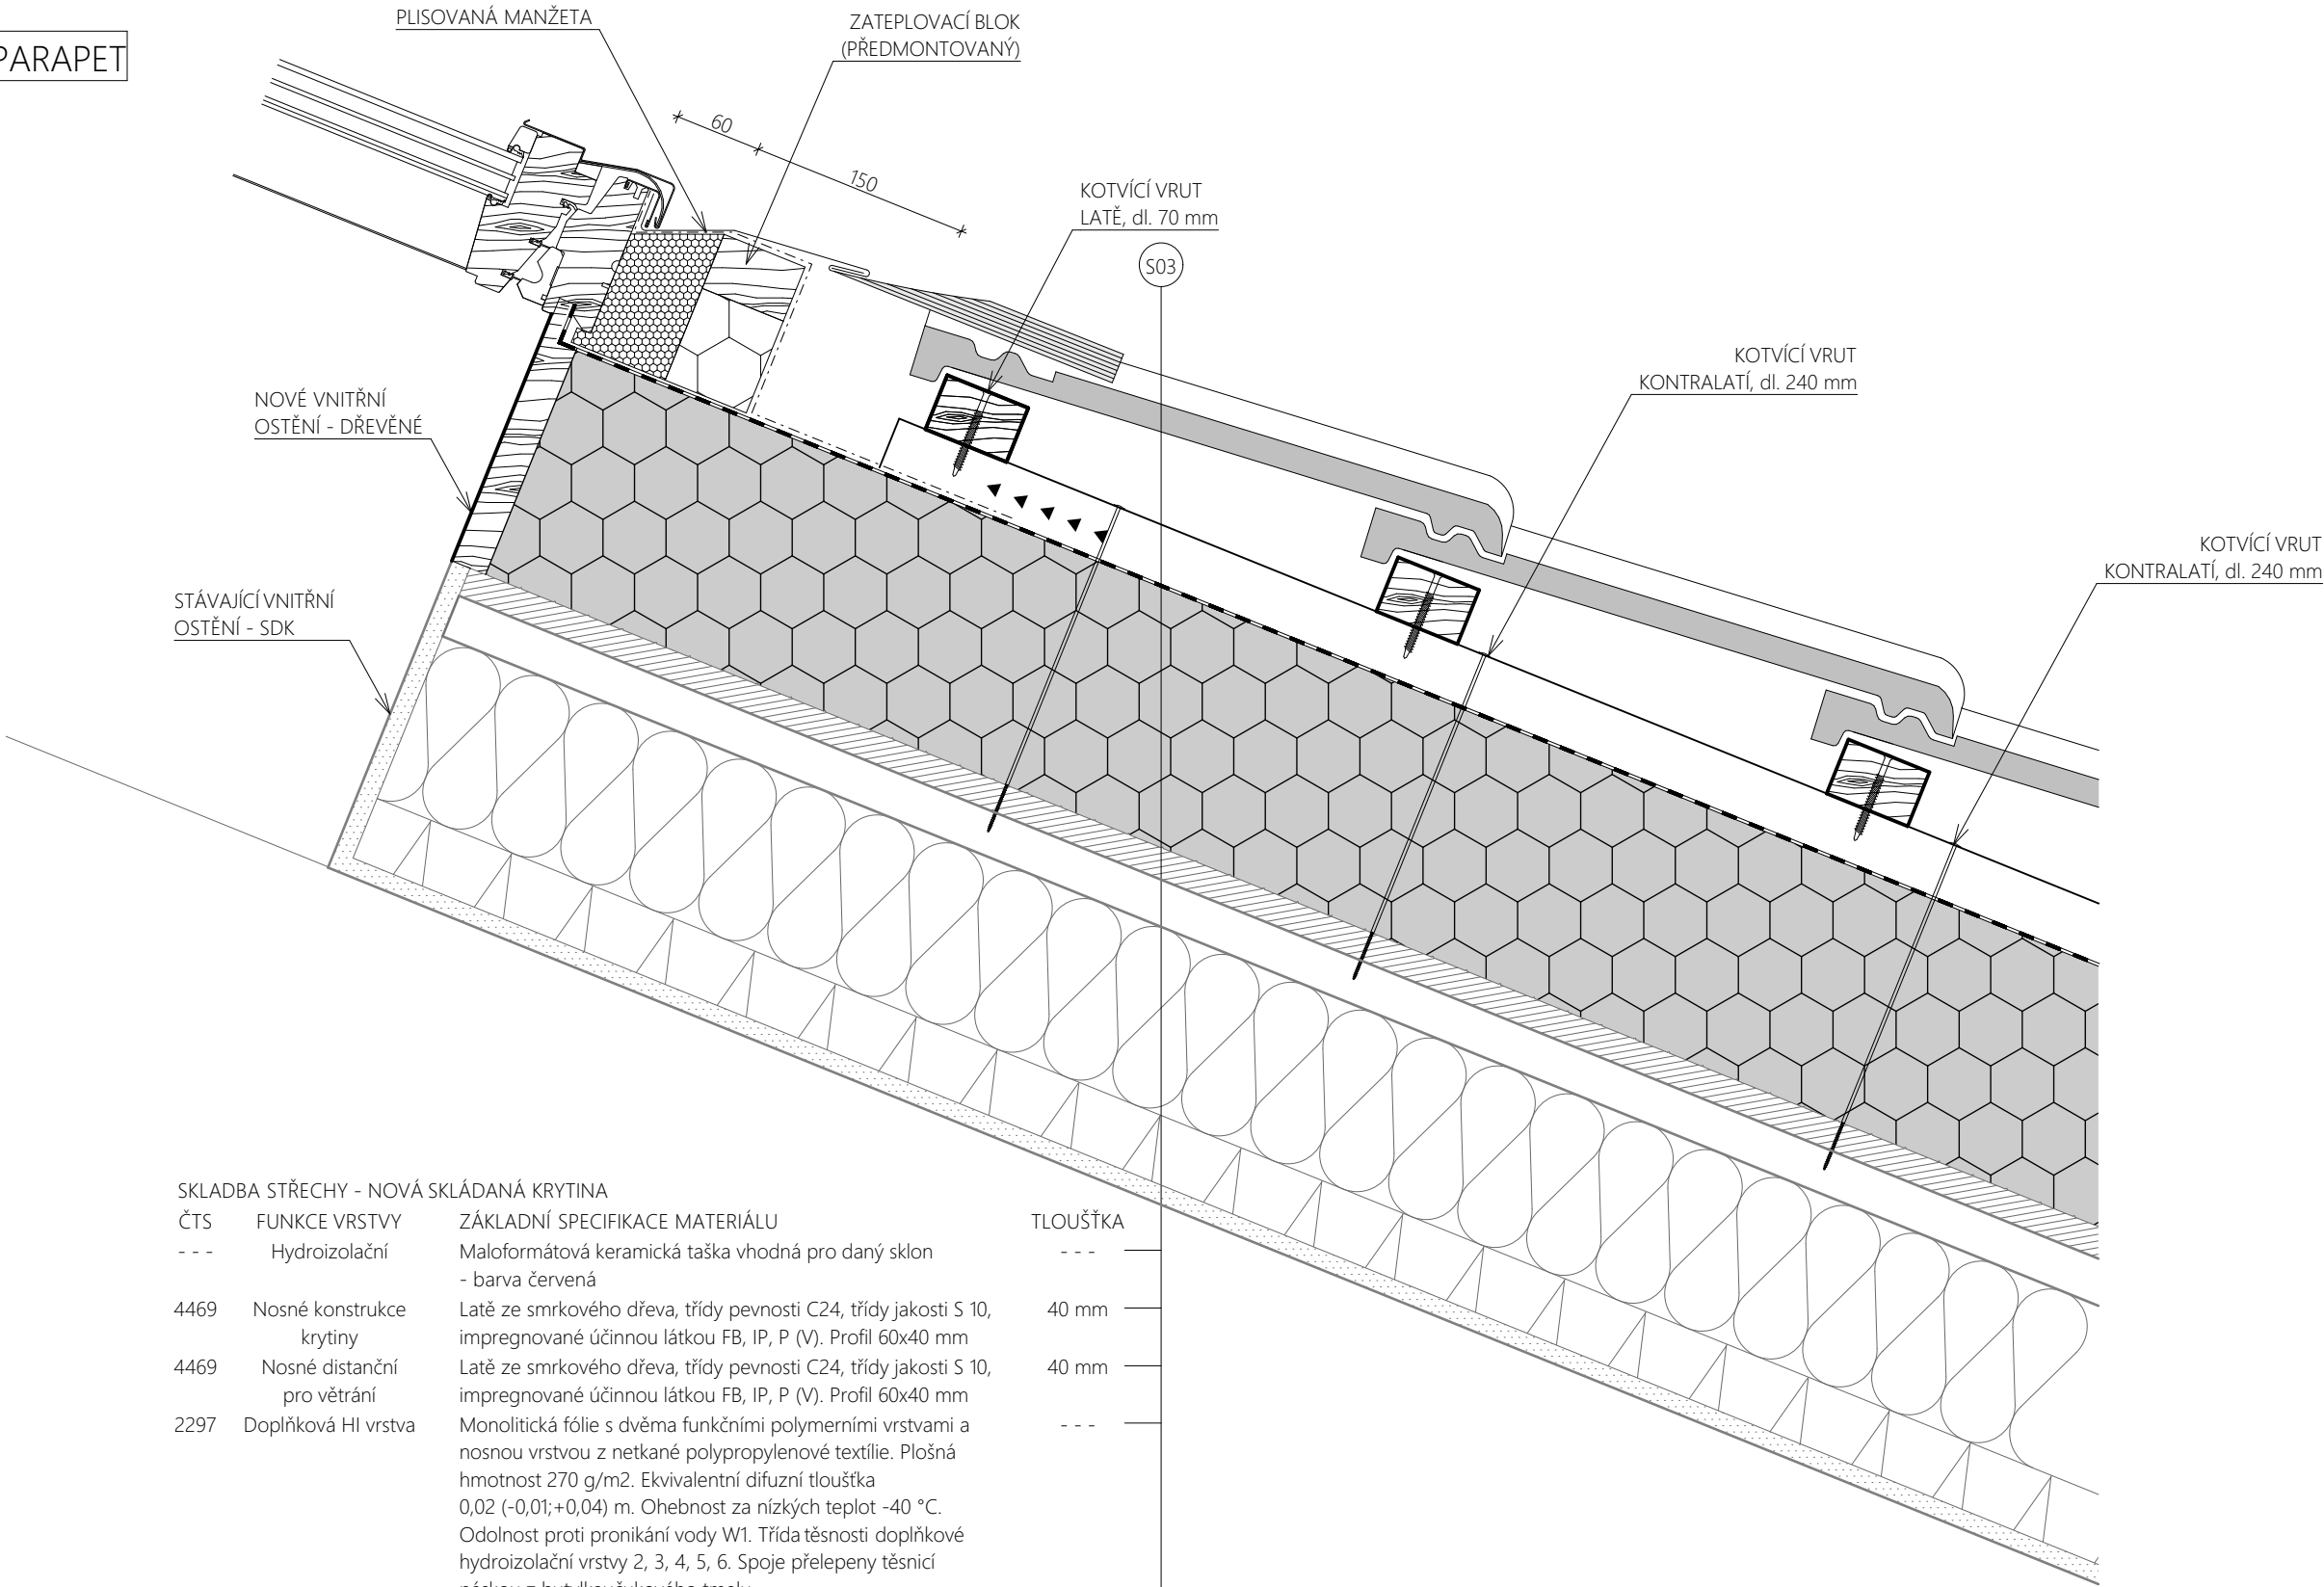 PARAPET
PLISOVANÁ MANŽETA
ZATEPLOVACÍ BLOK
(PŘEDMONTOVANÝ)
60
150
KOTVÍCÍ VRUT
LATĚ, dl. 70 mm
S03
KOTVÍCÍ VRUT
KONTRALATÍ, dl. 240 mm
KOTVÍCÍ VRUT
KONTRALATÍ, dl. 240 mm
NOVÉ VNITŘNÍ
OSTĚNÍ - DŘEVĚNÉ
STÁVAJÍCÍ VNITŘNÍ
OSTĚNÍ - SDK
SKLADBA STŘECHY - NOVÁ SKLÁDANÁ KRYTINA
ČTS FUNKCE VRSTVY ZÁKLADNÍ SPECIFIKACE MATERIÁLU TLOUŠŤKA
- - - Hydroizolační Maloformátová keramická taška vhodná pro daný sklon - - -
- barva červená
4469 Nosné konstrukce Latě ze smrkového dřeva, třídy pevnosti C24, třídy jakosti S 10, 40 mm
krytiny impregnované účinnou látkou FB, IP, P (V). Profil 60x40 mm
4469 Nosné distanční Latě ze smrkového dřeva, třídy pevnosti C24, třídy jakosti S 10, 40 mm
pro větrání impregnované účinnou látkou FB, IP, P (V). Profil 60x40 mm
2297 Doplňková HI vrstva Monolitická fólie s dvěma funkčními polymerními vrstvami a - - -
nosnou vrstvou z netkané polypropylenové textílie. Plošná
hmotnost 270 g/m2. Ekvivalentní difuzní tloušťka
0,02 (-0,01;+0,04) m. Ohebnost za nízkých teplot -40 °C.
Odolnost proti pronikání vody W1. Třída těsnosti doplňkové
hydroizolační vrstvy 2, 3, 4, 5, 6. Spoje přelepeny těsnicí